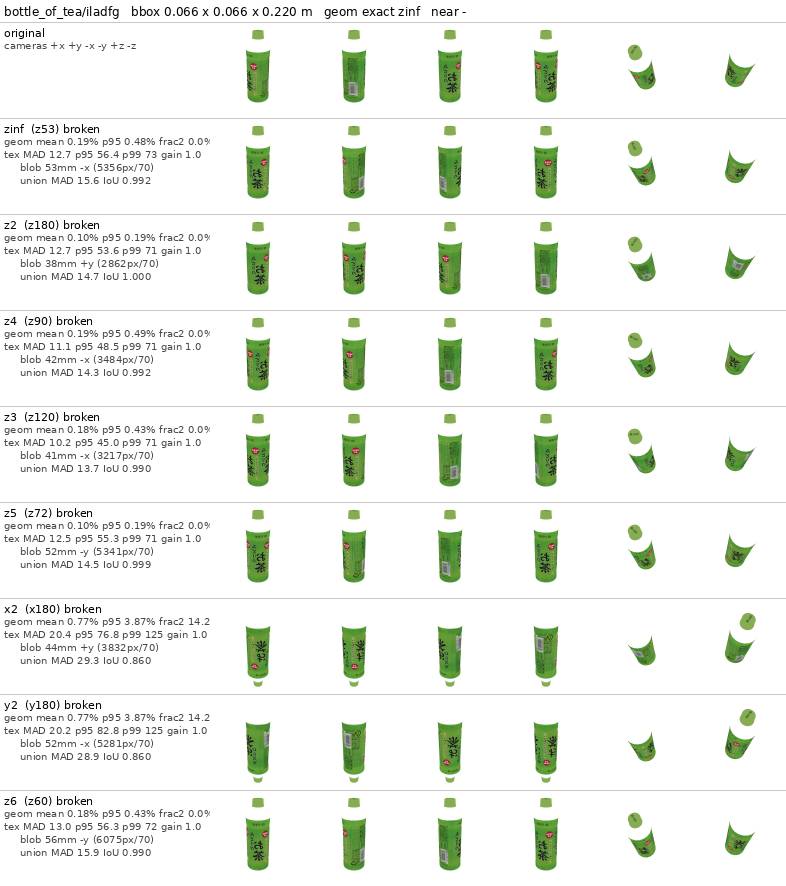 bottle_of_tea/iladfg bbox 0.066 x 0.066 x 0.220 m geom exact zinf near -
original
cameras +x +y -x -y +z -z
zinf (z53) broken
geom mean 0.19% p95 0.48% frac2 0.0%
tex MAD 12.7 p95 56.4 p99 73 gain 1.0
blob 53mm -x (5356px/70)
union MAD 15.6 IoU 0.992
z2 (z180) broken
geom mean 0.10% p95 0.19% frac2 0.0%
tex MAD 12.7 p95 53.6 p99 71 gain 1.0
blob 38mm +y (2862px/70)
union MAD 14.7 IoU 1.000
z4 (z90) broken
geom mean 0.19% p95 0.49% frac2 0.0%
tex MAD 11.1 p95 48.5 p99 71 gain 1.0
blob 42mm -x (3484px/70)
union MAD 14.3 IoU 0.992
z3 (z120) broken
geom mean 0.18% p95 0.43% frac2 0.0%
tex MAD 10.2 p95 45.0 p99 71 gain 1.0
blob 41mm -x (3217px/70)
union MAD 13.7 IoU 0.990
z5 (z72) broken
geom mean 0.10% p95 0.19% frac2 0.0%
tex MAD 12.5 p95 55.3 p99 71 gain 1.0
blob 52mm -y (5341px/70)
union MAD 14.5 IoU 0.999
x2 (x180) broken
geom mean 0.77% p95 3.87% frac2 14.2
tex MAD 20.4 p95 76.8 p99 125 gain 1.0
blob 44mm +y (3832px/70)
union MAD 29.3 IoU 0.860
y2 (y180) broken
geom mean 0.77% p95 3.87% frac2 14.2
tex MAD 20.2 p95 82.8 p99 125 gain 1.0
blob 52mm -x (5281px/70)
union MAD 28.9 IoU 0.860
z6 (z60) broken
geom mean 0.18% p95 0.43% frac2 0.0%
tex MAD 13.0 p95 56.3 p99 72 gain 1.0
blob 56mm -y (6075px/70)
union MAD 15.9 IoU 0.990